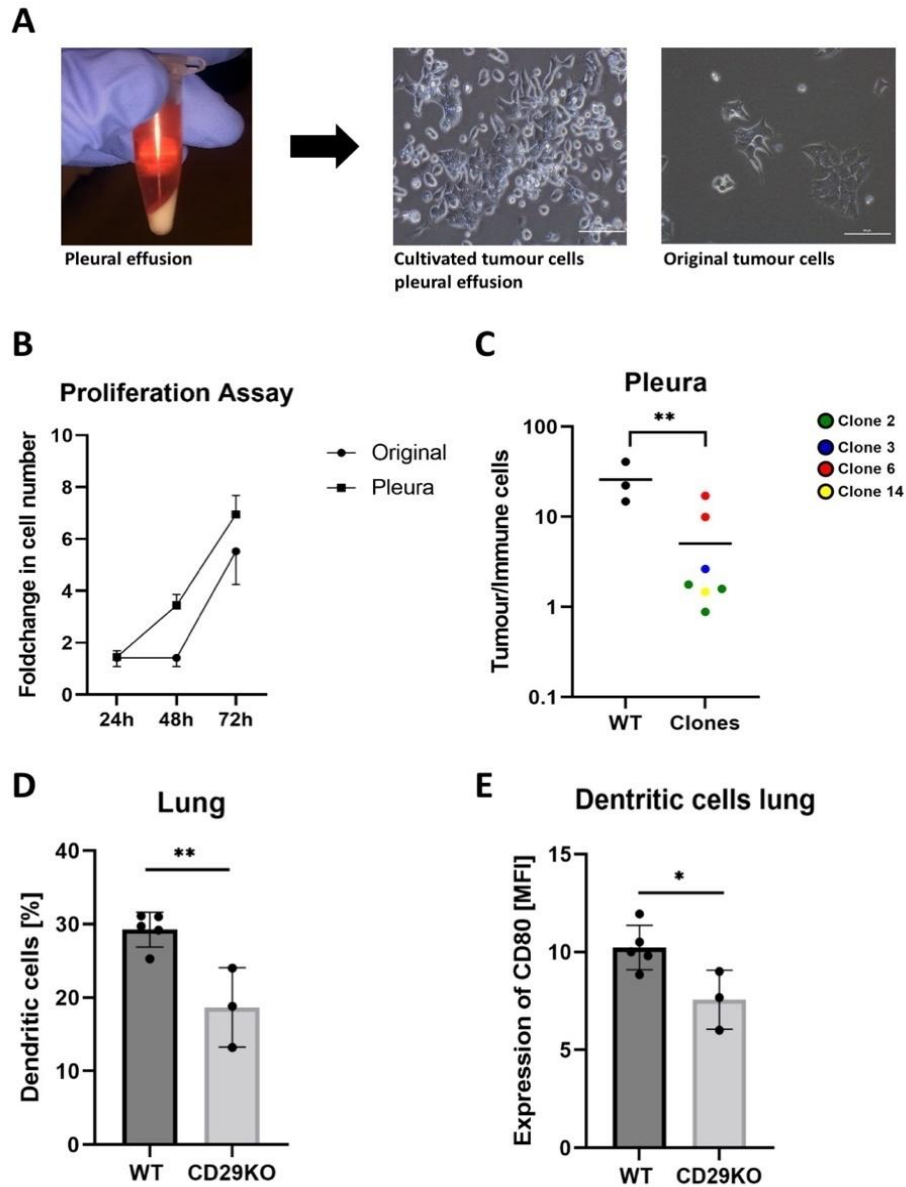 A
Pleural effusion
Cultivated tumour cells
pleural effusion
Original tumour cells
B
Proliferation Assay
Foldchange in cell number
10
8
6
4
2
0
24h 48h 72h
Original
Pleura
C
Pleura
Tumour/Immune cells
100
10
1
0.1
**
WT Clones
Clone 2
Clone 3
Clone 6
Clone 14
D
Lung
Dendritic cells [%]
40
30
20
10
0
**
WT CD29KO
E
Dentritic cells lung
Expression of CD80 [MFI]
15
10
5
0
*
WT CD29KO